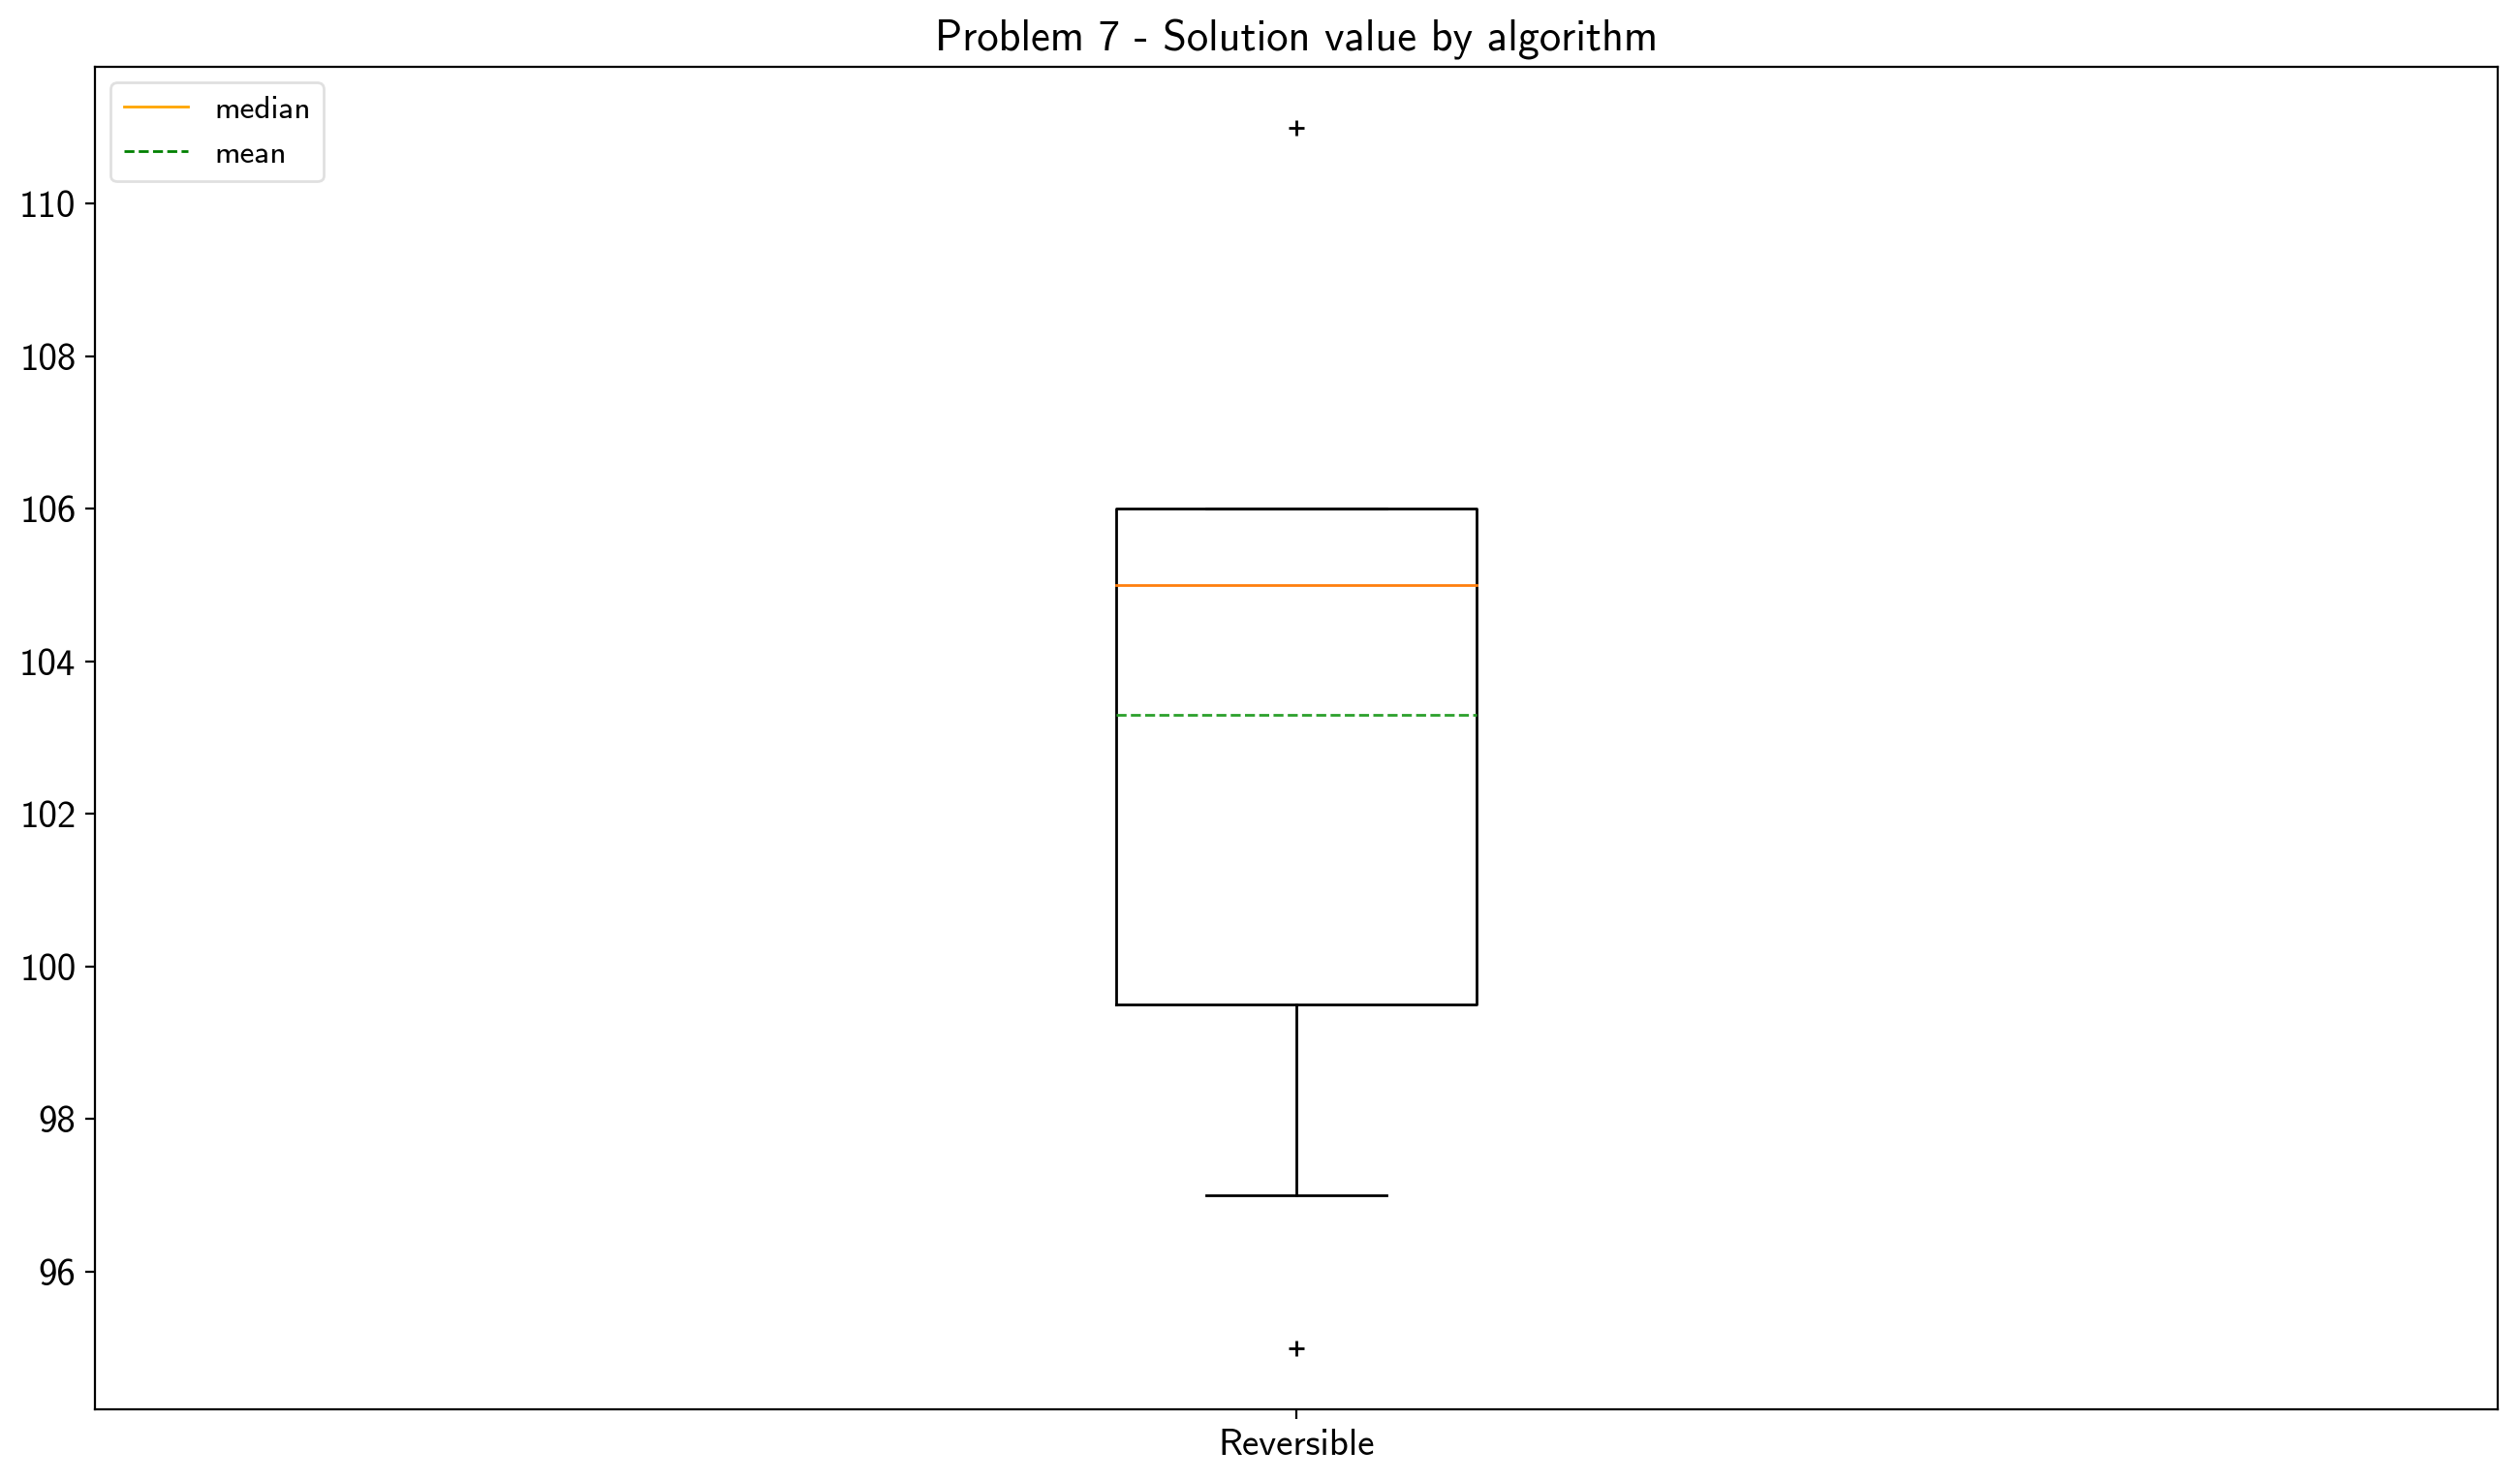 Problem 7 - Solution value by algorithm
median
mean
110
108
106
104
102
100
98
96
Reversible